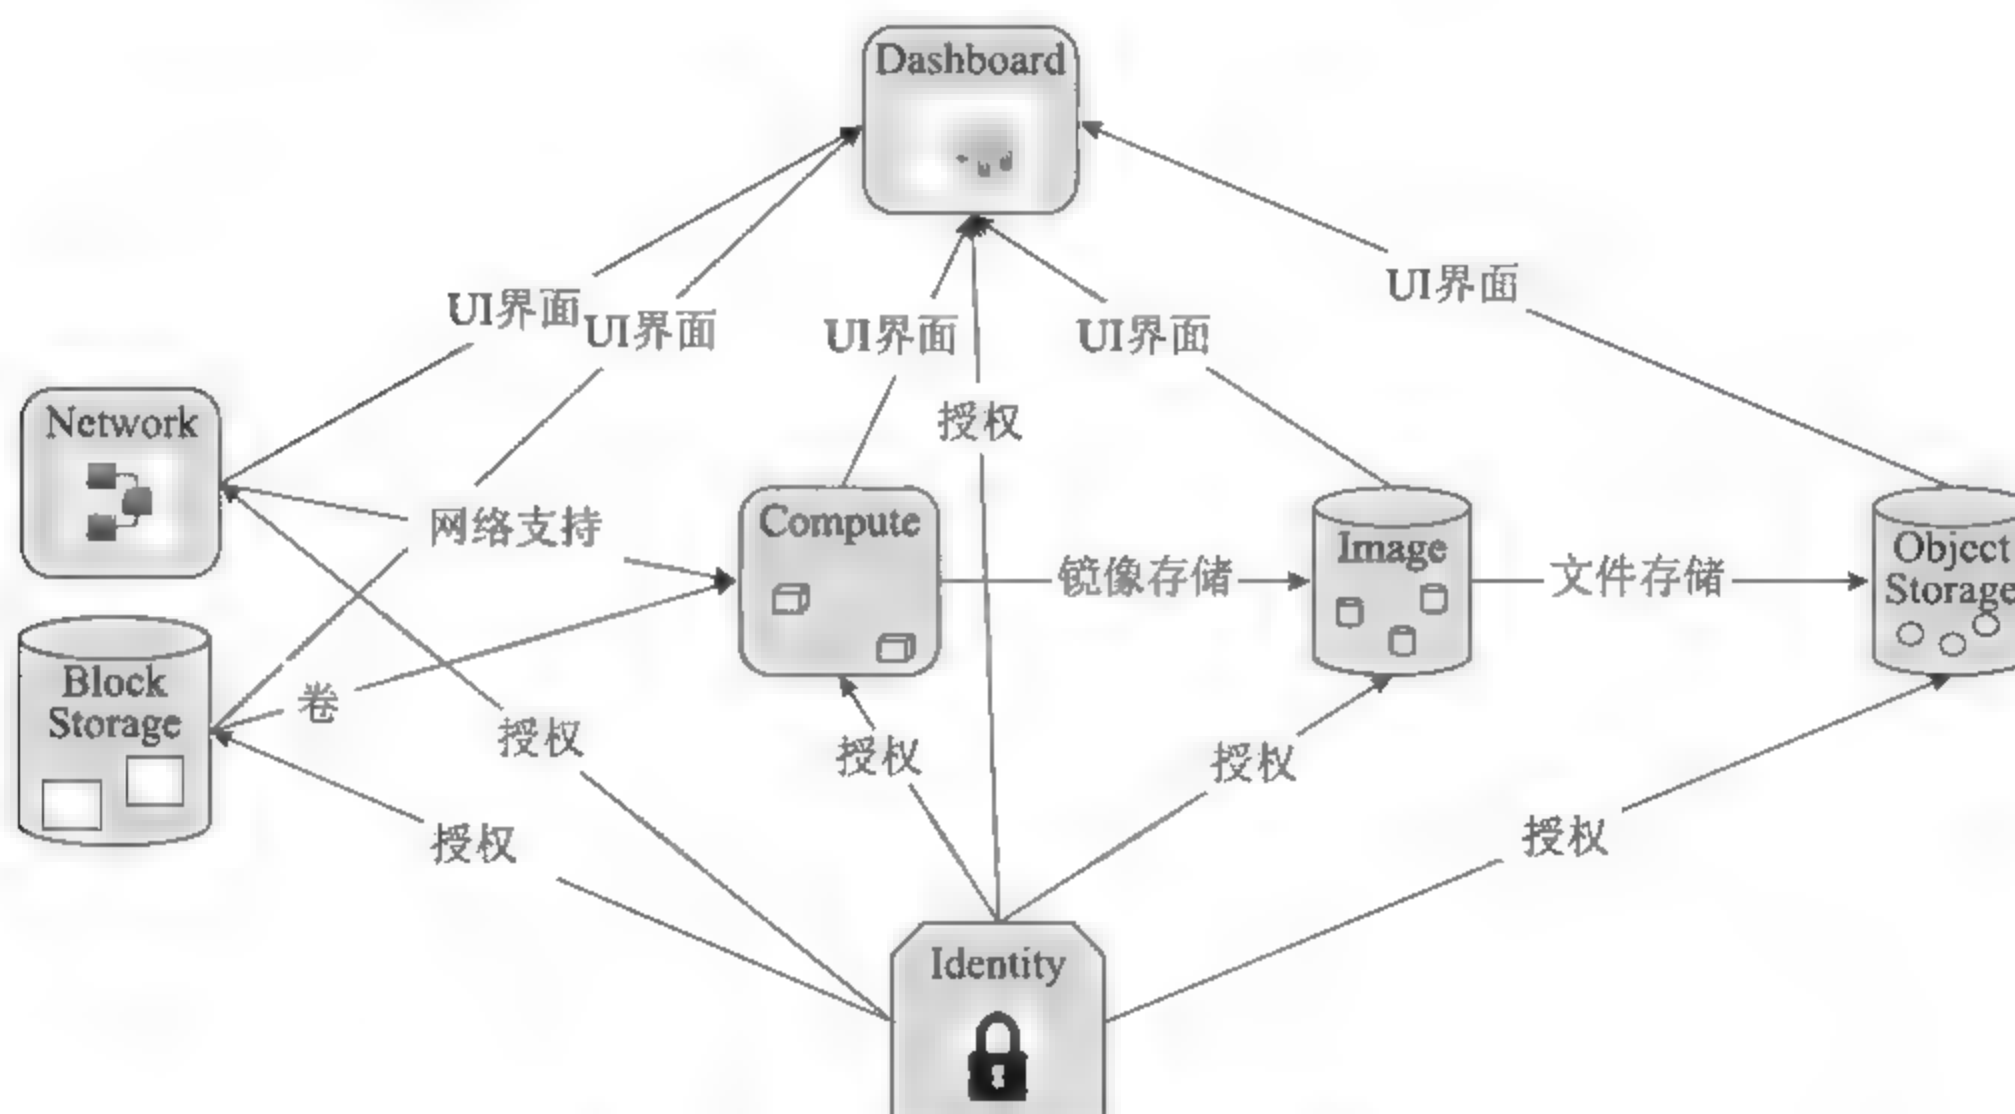 Dashboard
UI界面
UI界面
UI界面
UI界面
UI界面
授权
Network
网络支持
Compute
镜像存储
Image
文件存储
Object
Storage
Block
Storage
卷
授权
授权
授权
授权
授权
Identity